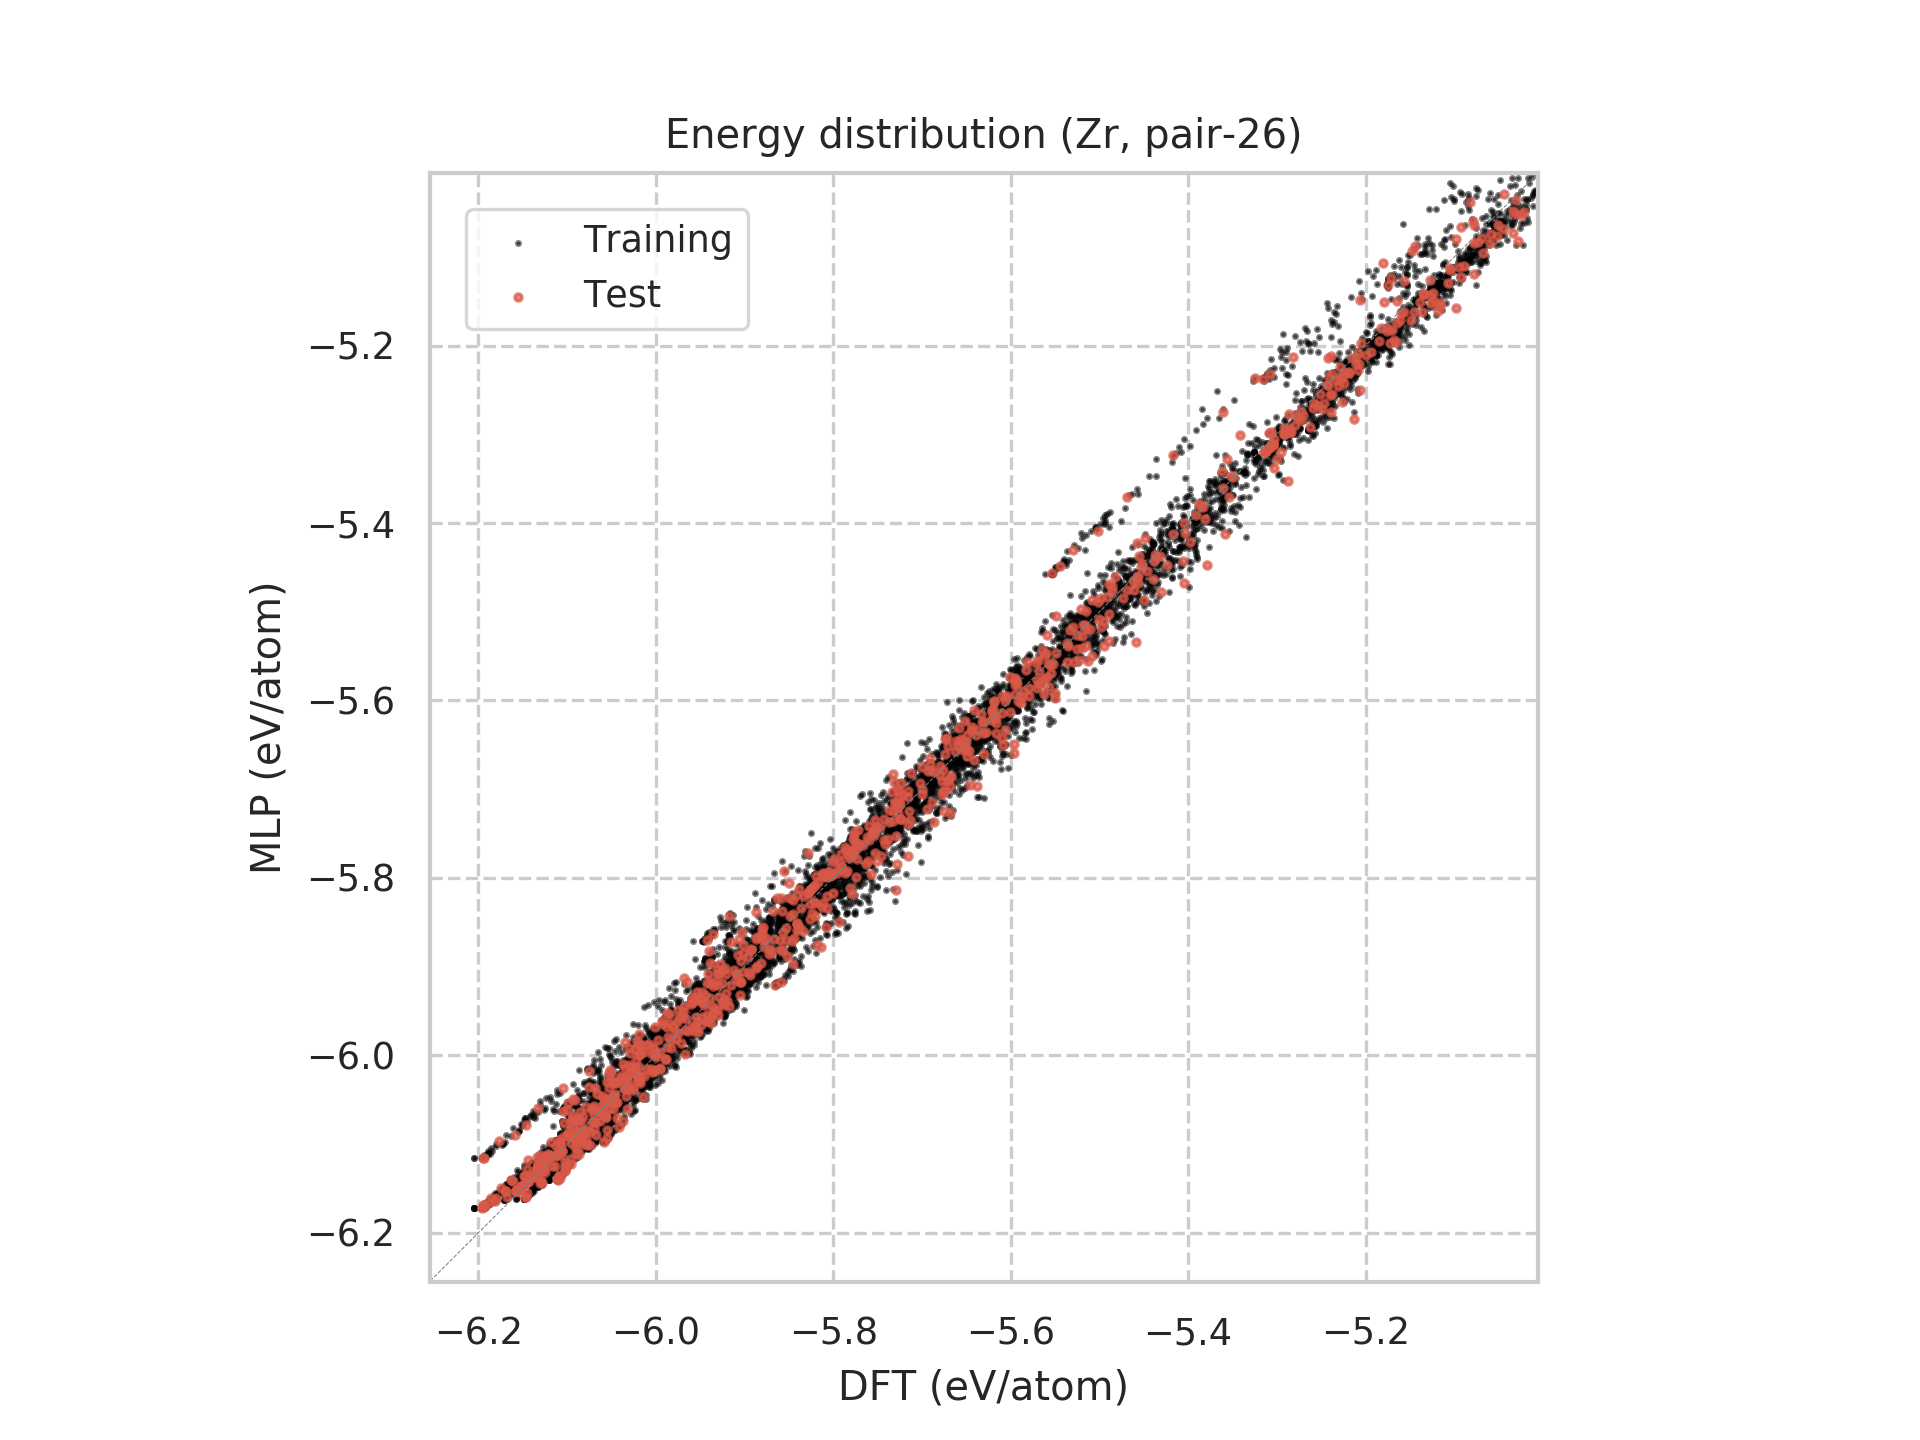 Energy distribution (Zr, pair-26)
Training
Test
−5.2
−5.4
−5.6
−5.8
−6.0
−6.2
MLP (eV/atom)
−6.2 −6.0 −5.8 −5.6 −5.4 −5.2
DFT (eV/atom)